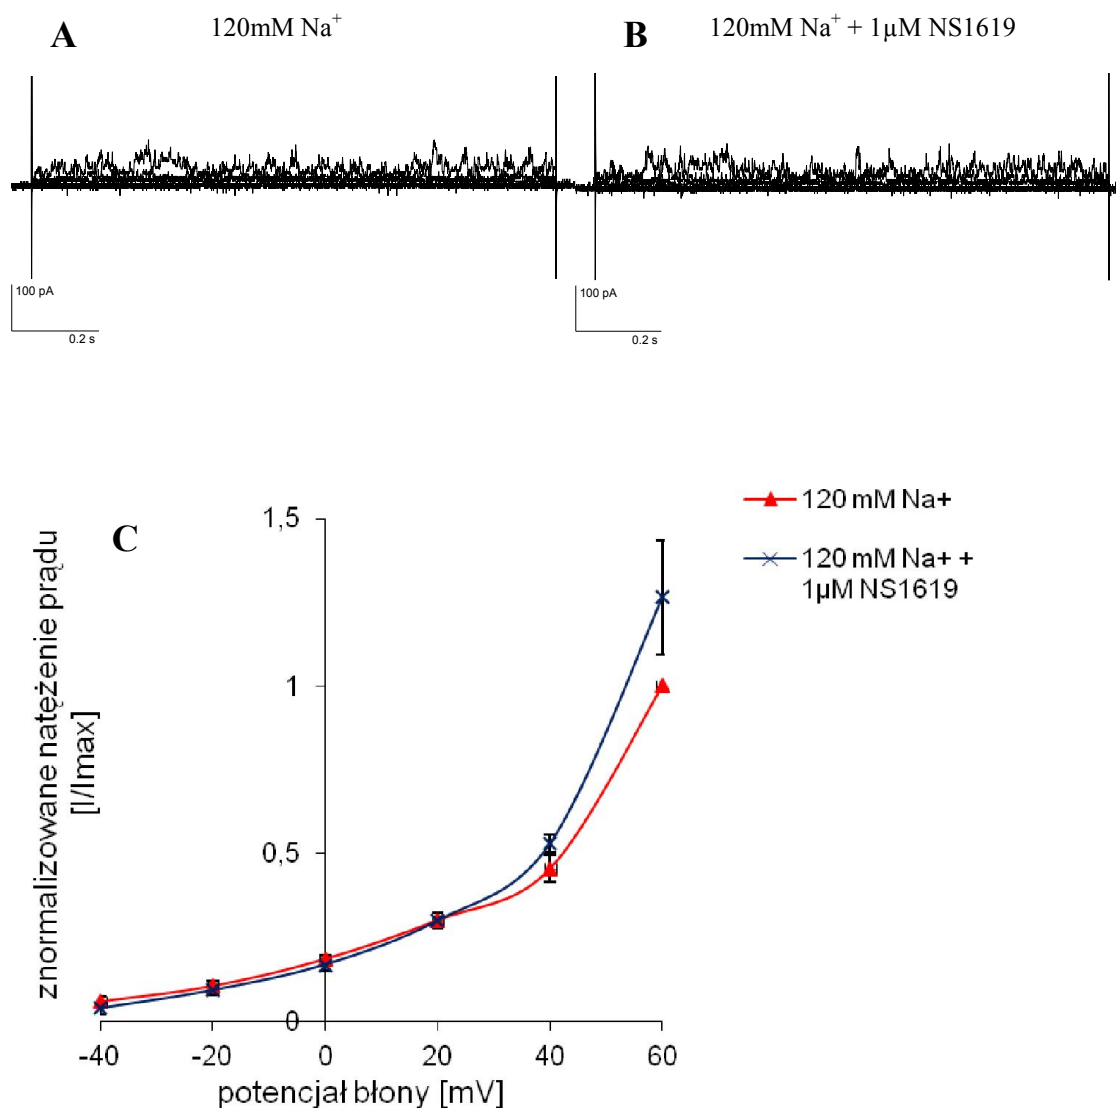 A
120mM Na⁺
B
120mM Na⁺ + 1µM NS1619
100 pA
0.2 s
100 pA
0.2 s
C
znormalizowane natężenie prądu
[I/Imax]
1,5
1
0,5
0
-40
-20
0
20
40
60
potencjał błony [mV]
120 mM Na+
120 mM Na+ +
1µM NS1619